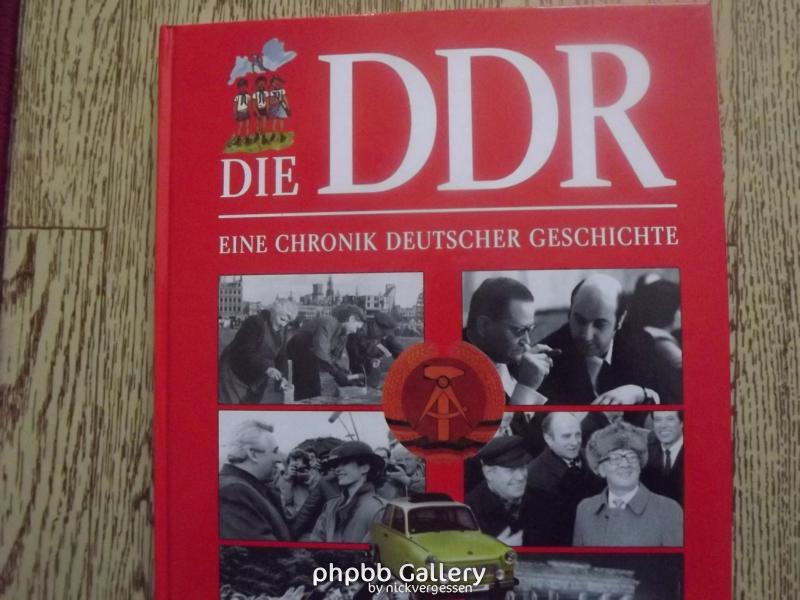 DIE DDR
EINE CHRONIK DEUTSCHER GESCHICHTE
phpbb Gallery
by nickvergessen